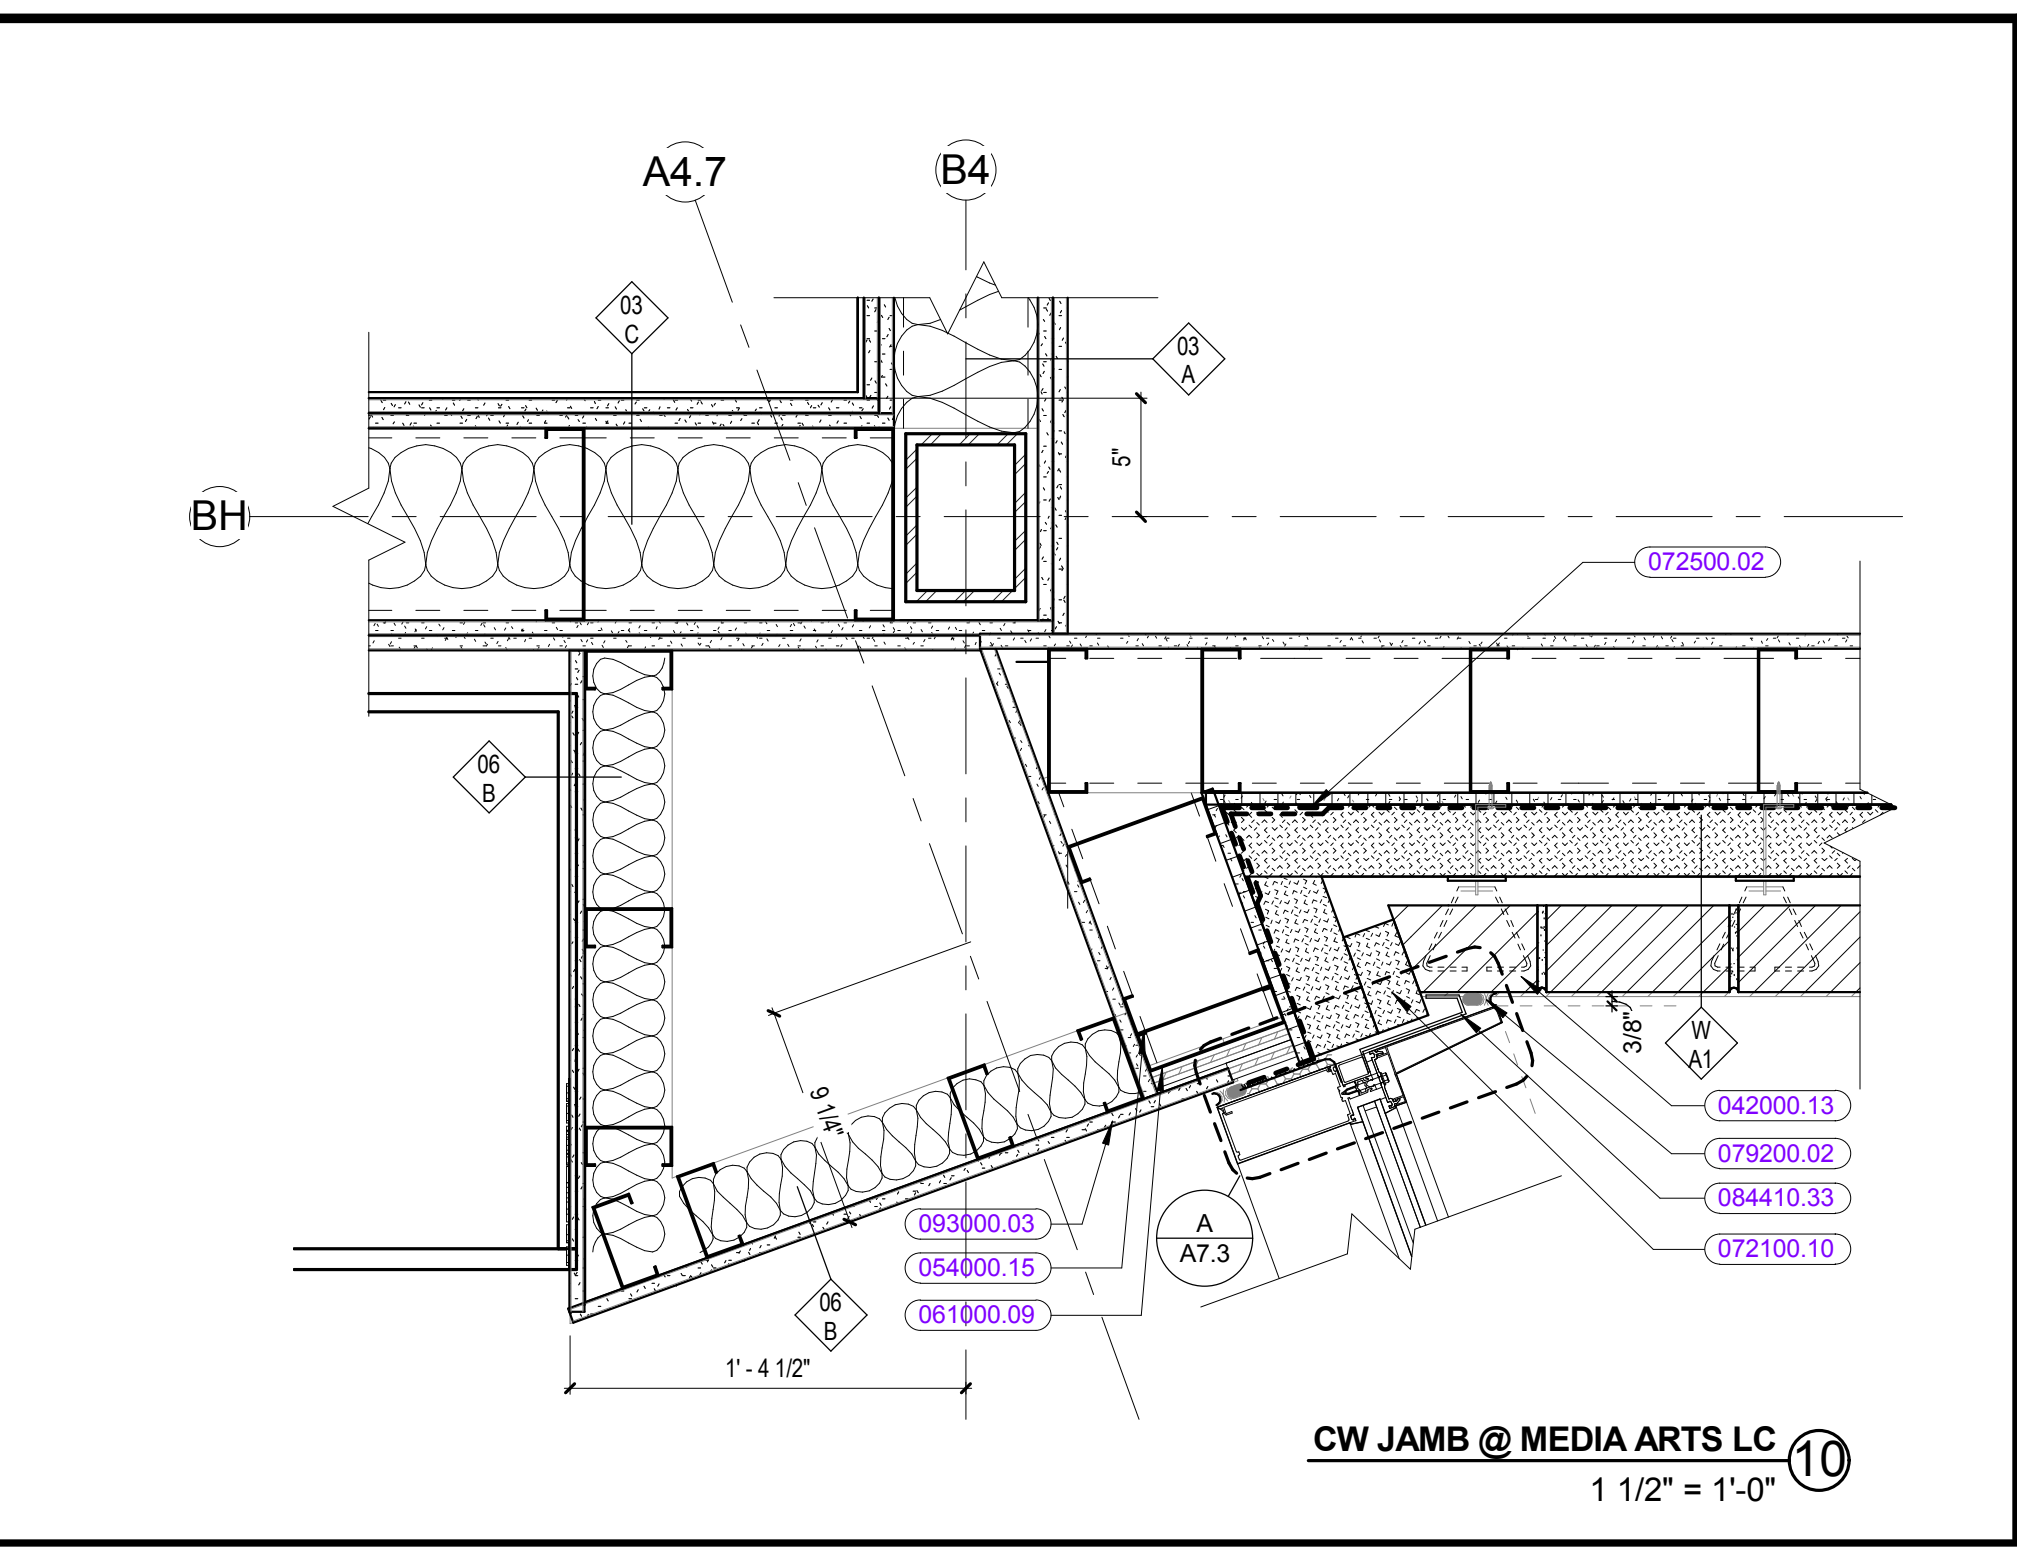 A4.7
B4
03
C
03
A
5"
BH
072500.02
06
B
9 1/4"
3/8"
W
A1
042000.13
079200.02
084410.33
072100.10
093000.03
054000.15
061000.09
A
A7.3
06
B
1' - 4 1/2"
CW JAMB @ MEDIA ARTS LC
10
1 1/2" = 1'-0"